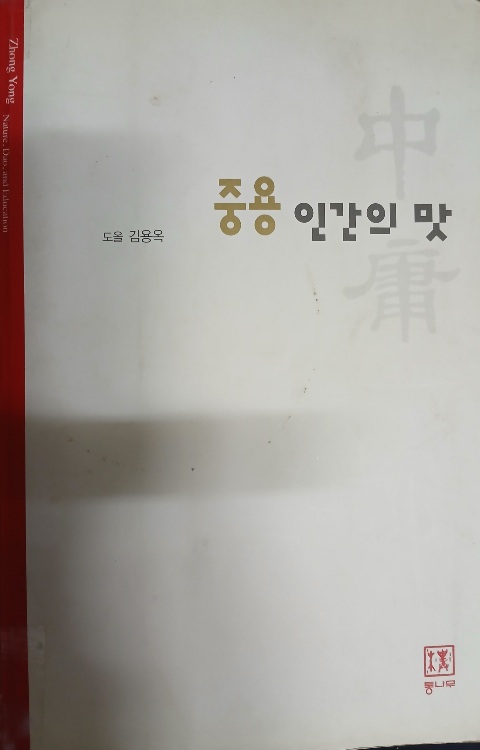 Zhong Yong Nature, Dao, and Education
中
庸
중용 인간의 맛
도올 김용옥
통나무